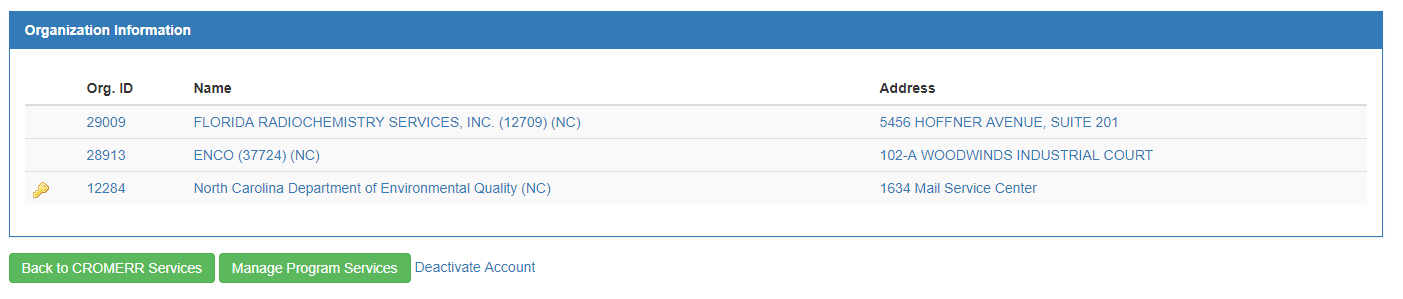 Organization Information
Org. ID Name Address
29009 FLORIDA RADIOCHEMISTRY SERVICES, INC. (12709) (NC) 5456 HOFFNER AVENUE, SUITE 201
28913 ENCO (37724) (NC) 102-A WOODWINDS INDUSTRIAL COURT
12284 North Carolina Department of Environmental Quality (NC) 1634 Mail Service Center
Back to CROMERR Services Manage Program Services Deactivate Account